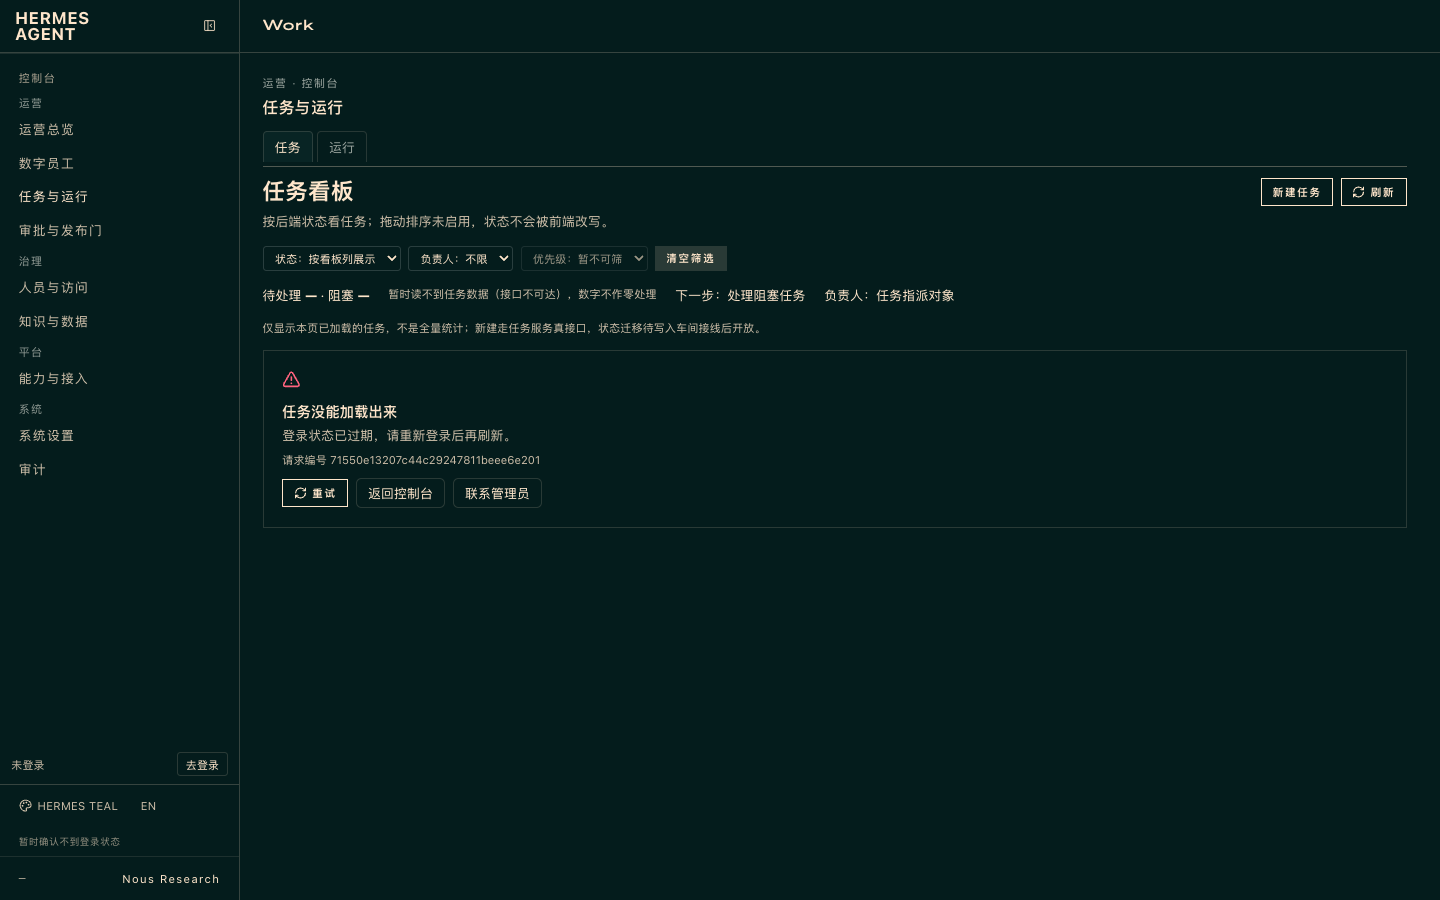 HERMES
AGENT
Work
控制台
运营
运营总览
数字员工
任务与运行
审批与发布门
治理
人员与访问
知识与数据
平台
能力与接入
系统
系统设置
审计
未登录
去登录
HERMES TEAL EN
暂时确认不到登录状态
— Nous Research
运营 · 控制台
任务与运行
任务 运行
任务看板
新建任务 刷新
按后端状态看任务；拖动排序未启用，状态不会被前端改写。
状态：按看板列展示 负责人：不限 优先级：暂不可筛 清空筛选
待处理 — · 阻塞 — 暂时读不到任务数据（接口不可达），数字不作零处理 下一步：处理阻塞任务 负责人：任务指派对象
仅显示本页已加载的任务，不是全量统计；新建走任务服务真接口，状态迁移待写入车间接线后开放。
任务没能加载出来
登录状态已过期，请重新登录后再刷新。
请求编号 71550e13207c44c29247811beee6e201
重试 返回控制台 联系管理员